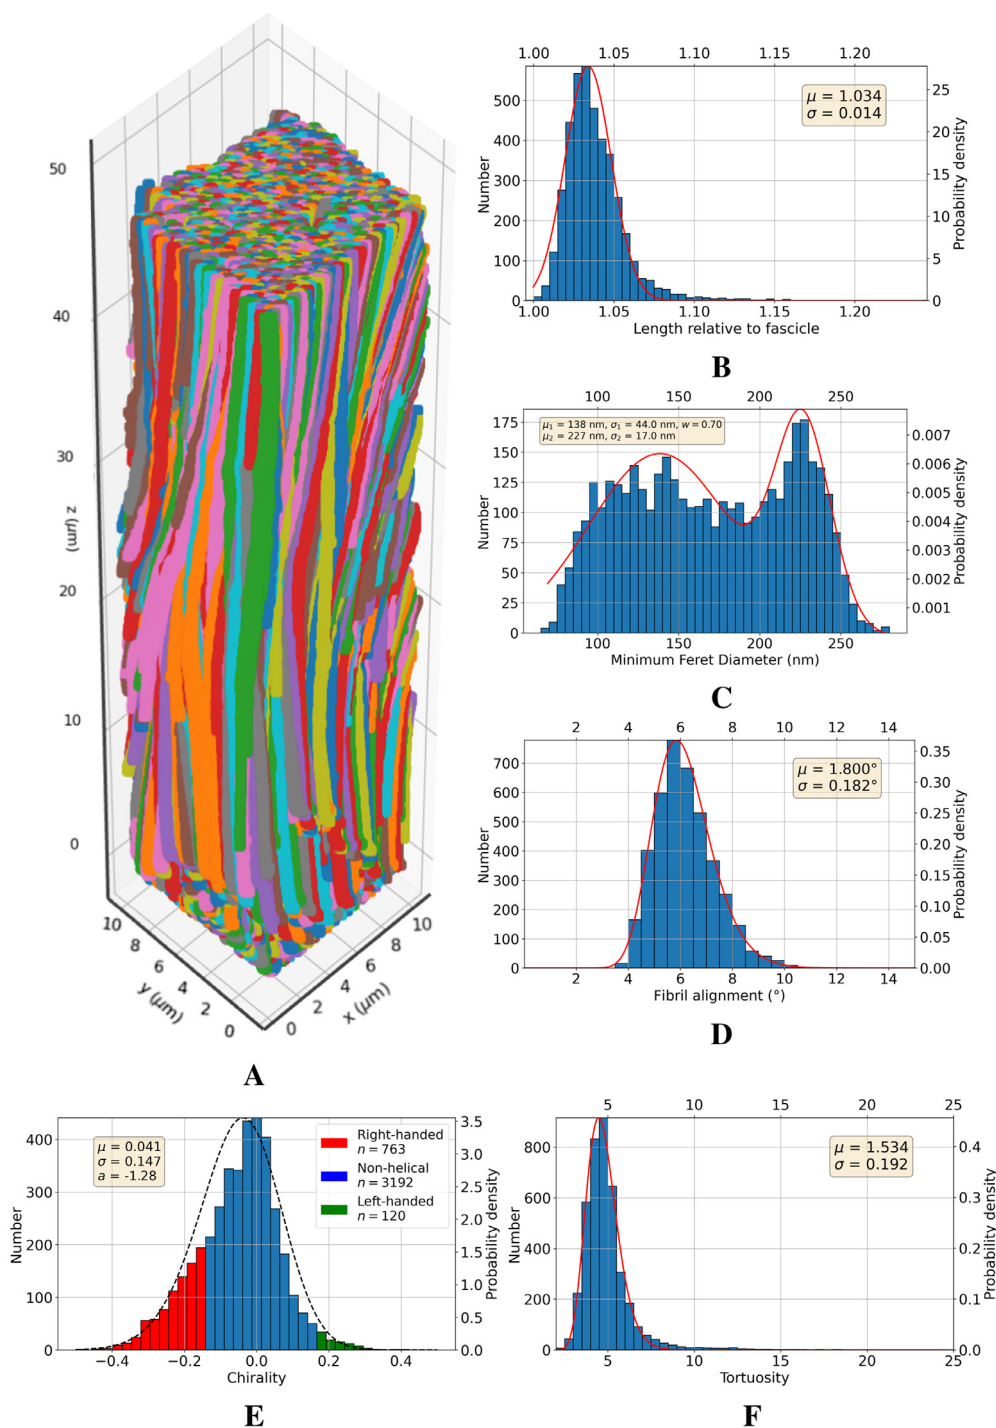 50
40
30
20
10
0
z (μm)
10
8
6
4
2
0
y (μm)
0
2
4
6
8
10
x (μm)
A
1.00 1.05 1.10 1.15 1.20
500
400
300
200
100
0
Number
μ = 1.034
σ = 0.014
25
20
15
10
5
0
Probability density
1.00 1.05 1.10 1.15 1.20
Length relative to fascicle
B
100 150 200 250
175
150
125
100
75
50
25
0
Number
μ1 = 138 nm, σ1 = 44.0 nm, w = 0.70
μ2 = 227 nm, σ2 = 17.0 nm
0.007
0.006
0.005
0.004
0.003
0.002
0.001
Probability density
100 150 200 250
Minimum Feret Diameter (nm)
C
2 4 6 8 10 12 14
700
600
500
400
300
200
100
0
Number
μ = 1.800°
σ = 0.182°
0.35
0.30
0.25
0.20
0.15
0.10
0.05
0.00
Probability density
2 4 6 8 10 12 14
Fibril alignment (°)
D
400
300
200
100
0
Number
μ = 0.041
σ = 0.147
a = -1.28
Right-handed
n = 763
Non-helical
n = 3192
Left-handed
n = 120
3.5
3.0
2.5
2.0
1.5
1.0
0.5
0.0
Probability density
−0.4 −0.2 0.0 0.2 0.4
Chirality
E
5 10 15 20 25
800
600
400
200
0
Number
μ = 1.534
σ = 0.192
0.4
0.3
0.2
0.1
0.0
Probability density
5 10 15 20 25
Tortuosity
F